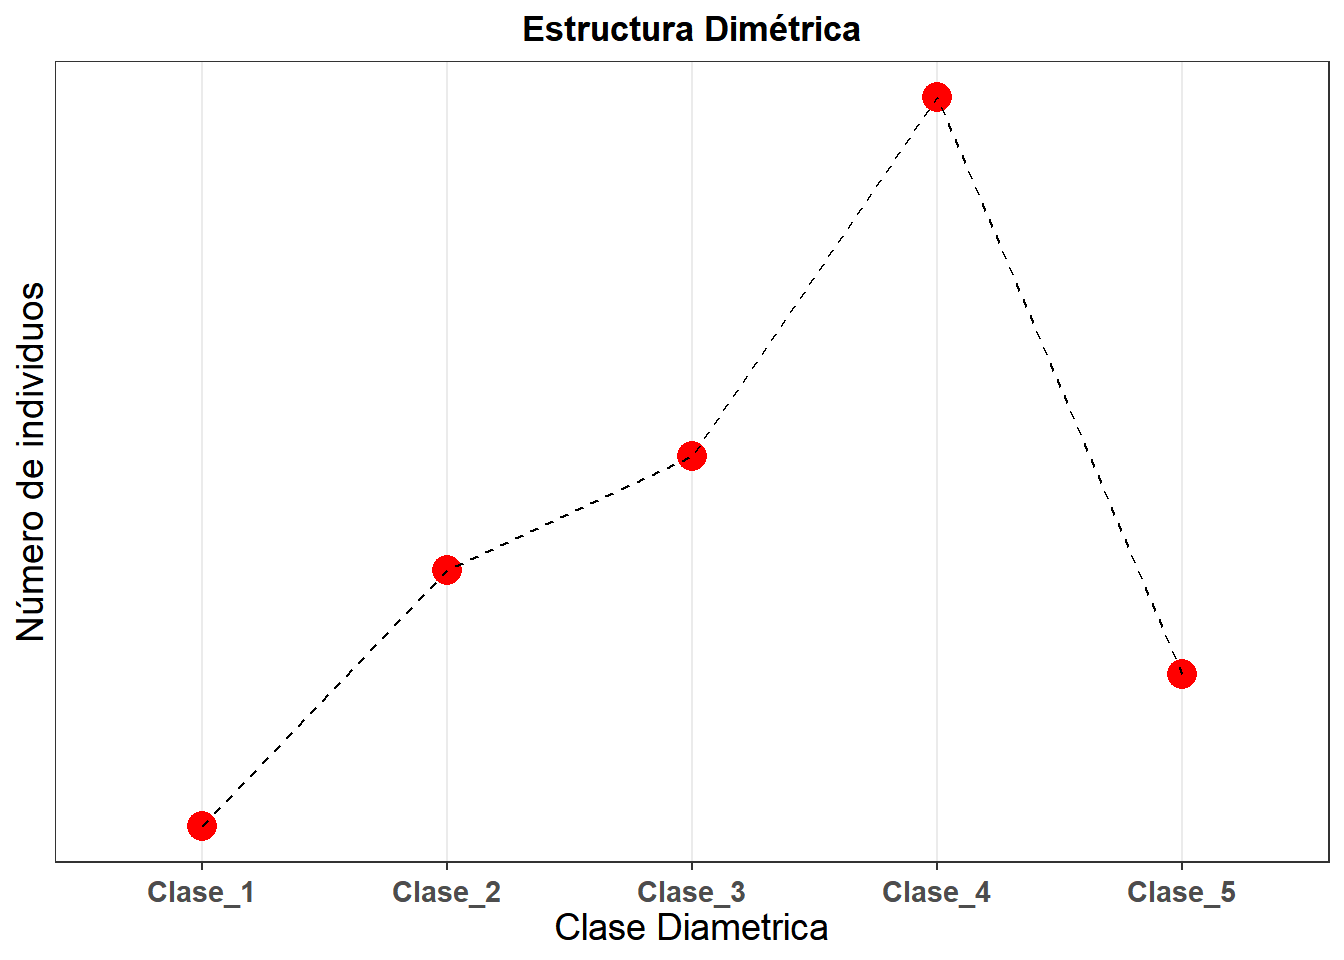 Estructura Dimétrica
Número de individuos
Clase_1 Clase_2 Clase_3 Clase_4 Clase_5
Clase Diametrica